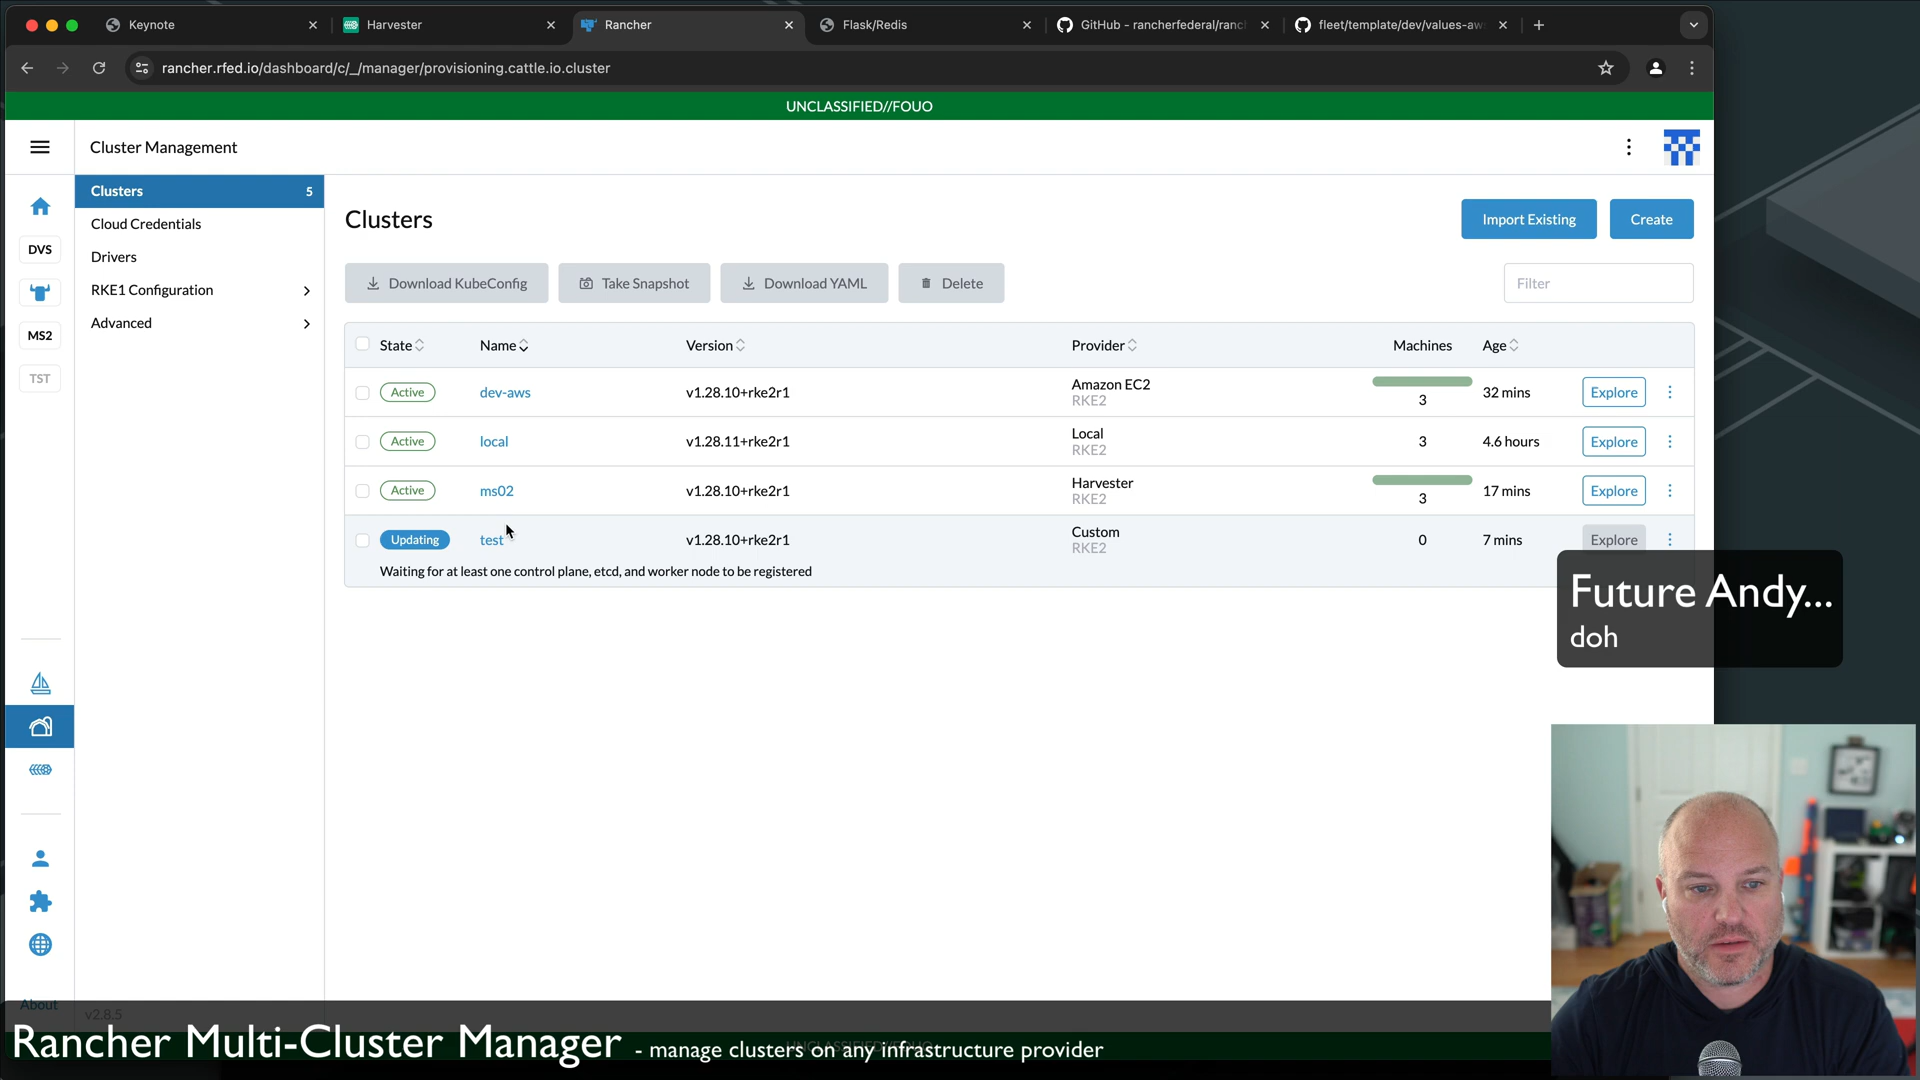 Keynote
Harvester
Rancher
Flask/Redis
GitHub - rancherfederal/ranch
fleet/template/dev/values-aw
rancher.rfed.io/dashboard/c/_/manager/provisioning.cattle.io.cluster
UNCLASSIFIED//FOUO
Cluster Management
Clusters 5
Cloud Credentials
Drivers
RKE1 Configuration
Advanced
DVS
MS2
TST
Clusters
Import Existing
Create
Download KubeConfig
Take Snapshot
Download YAML
Delete
Filter
State Name Version Provider Machines Age
Active dev-aws v1.28.10+rke2r1 Amazon EC2 RKE2 3 32 mins Explore
Active local v1.28.11+rke2r1 Local RKE2 3 4.6 hours Explore
Active ms02 v1.28.10+rke2r1 Harvester RKE2 3 17 mins Explore
Updating test v1.28.10+rke2r1 Custom RKE2 0 7 mins Explore
Waiting for at least one control plane, etcd, and worker node to be registered
Future Andy...
doh
About
v2.8.5
UNCLASSIFIED//FOUO
Rancher Multi-Cluster Manager - manage clusters on any infrastructure provider